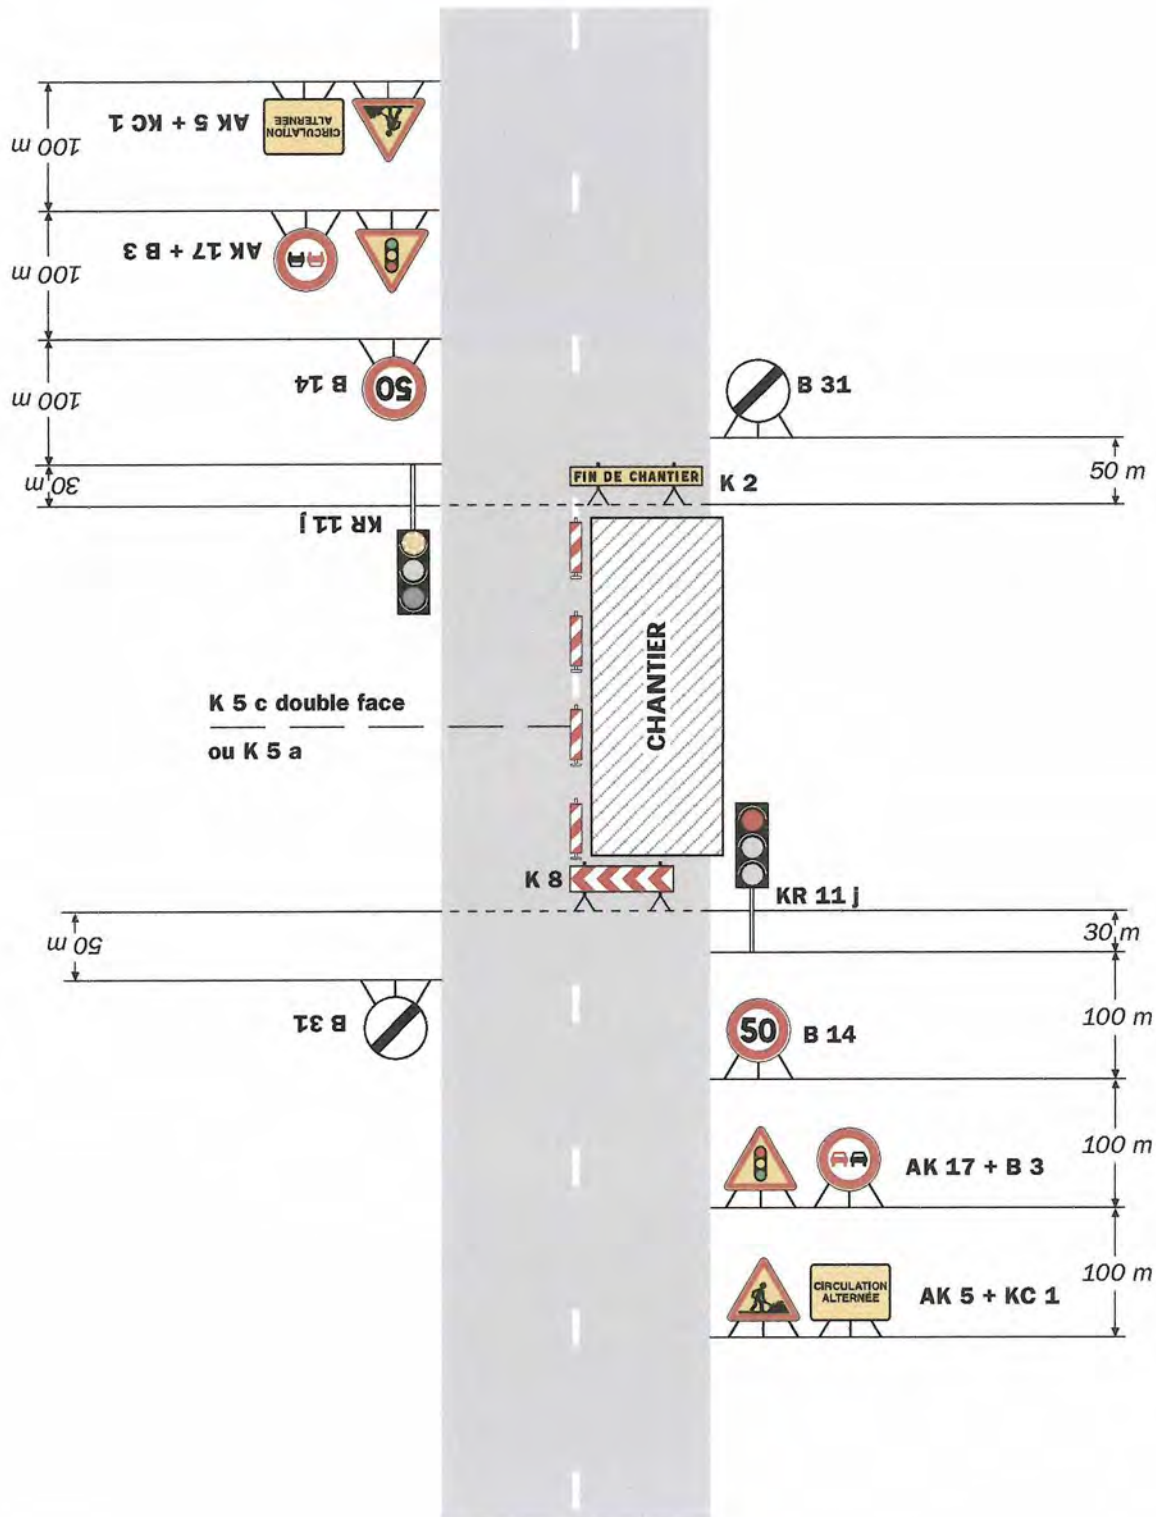 AK 5 + KC 1
CIRCULATION
ALTERNÉE
100 m
AK 17 + B 3
100 m
B 14
50
100 m
30 m
KR 11 j
B 31
50 m
FIN DE CHANTIER
K 2
CHANTIER
K 5 c double face
ou K 5 a
K 8
KR 11 j
30 m
50 m
B 31
50
B 14
100 m
AK 17 + B 3
100 m
CIRCULATION
ALTERNÉE
AK 5 + KC 1
100 m